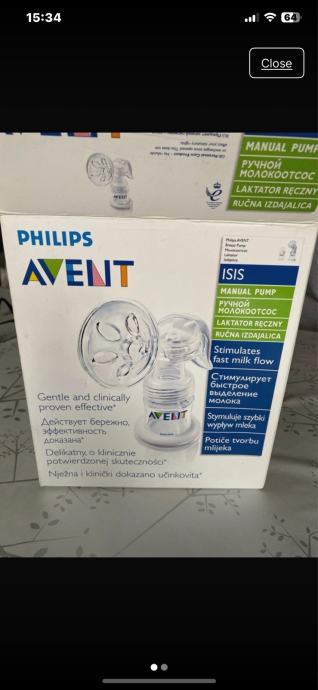 15:34
64
Close
MANUAL PUMP
РУЧНОЙ
МОЛОКООТСОС
LAKTATOR RĘCZNY
RUČNA IZDAJALICA
PHILIPS
AVENT
ISIS
MANUAL PUMP
РУЧНОЙ
МОЛОКООТСОС
LAKTATOR RĘCZNY
RUČNA IZDAJALICA
Stimulates
fast milk flow
Стимулирует
быстрое
выделение
молока
Stymuluje szybki
wypływ mleka
Potiče tvorbu
mlijeka
AVENT
Gentle and clinically
proven effective*
Действует бережно,
эффективность
доказана*
Delikatny, o klinicznie
potwierdzonej skuteczności*
Nježna i klinički dokazano učinkovita*